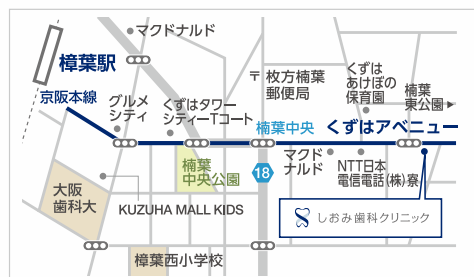 マクドナルド
樟葉駅
京阪本線
グルメ
シティ
くずはタワー
シティーTコート
〒 枚方楠葉
郵便局
くずは
あけぼの
保育園
楠葉
東公園
楠葉中央
くずはアベニュー
マクド
ナルド
NTT日本
電信電話(株)寮
楠葉
中央公園
18
大阪
歯科大
KUZUHA MALL KIDS
しおみ歯科クリニック
樟葉西小学校